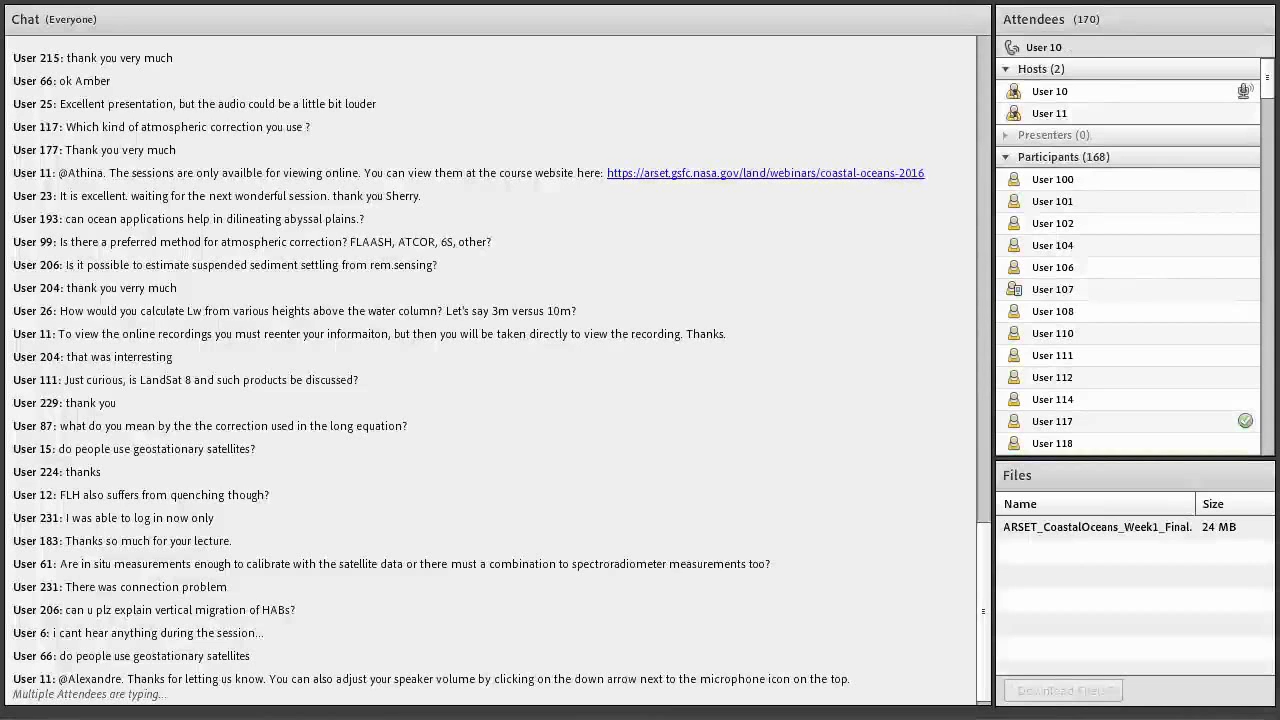 Chat (Everyone)
User 215: thank you very much
User 66: ok Amber
User 25: Excellent presentation, but the audio could be a little bit louder
User 117: Which kind of atmospheric correction you use ?
User 177: Thank you very much
User 11: @Athina. The sessions are only availble for viewing online. You can view them at the course website here: https://arset.gsfc.nasa.gov/land/webinars/coastal-oceans-2016
User 23: It is excellent. waiting for the next wonderful session. thank you Sherry.
User 193: can ocean applications help in dilineating abyssal plains.?
User 99: Is there a preferred method for atmospheric correction? FLAASH, ATCOR, 6S, other?
User 206: Is it possible to estimate suspended sediment settling from rem.sensing?
User 204: thank you verry much
User 26: How would you calculate Lw from various heights above the water column? Let's say 3m versus 10m?
User 11: To view the online recordings you must reenter your informaiton, but then you will be taken directly to view the recording. Thanks.
User 204: that was interresting
User 111: Just curious, is LandSat 8 and such products be discussed?
User 229: thank you
User 87: what do you mean by the the correction used in the long equation?
User 15: do people use geostationary satellites?
User 224: thanks
User 12: FLH also suffers from quenching though?
User 231: I was able to log in now only
User 183: Thanks so much for your lecture.
User 61: Are in situ measurements enough to calibrate with the satellite data or there must a combination to spectroradiometer measurements too?
User 231: There was connection problem
User 206: can u plz explain vertical migration of HABs?
User 6: i cant hear anything during the session...
User 66: do people use geostationary satellites
User 11: @Alexandre. Thanks for letting us know. You can also adjust your speaker volume by clicking on the down arrow next to the microphone icon on the top.
Multiple Attendees are typing...
Attendees (170)
User 10
Hosts (2)
User 10
User 11
Presenters (0)
Participants (168)
User 100
User 101
User 102
User 104
User 106
User 107
User 108
User 110
User 111
User 112
User 114
User 117
User 118
Files
Name Size
ARSET_CoastalOceans_Week1_Final. 24 MB
Download File(s)